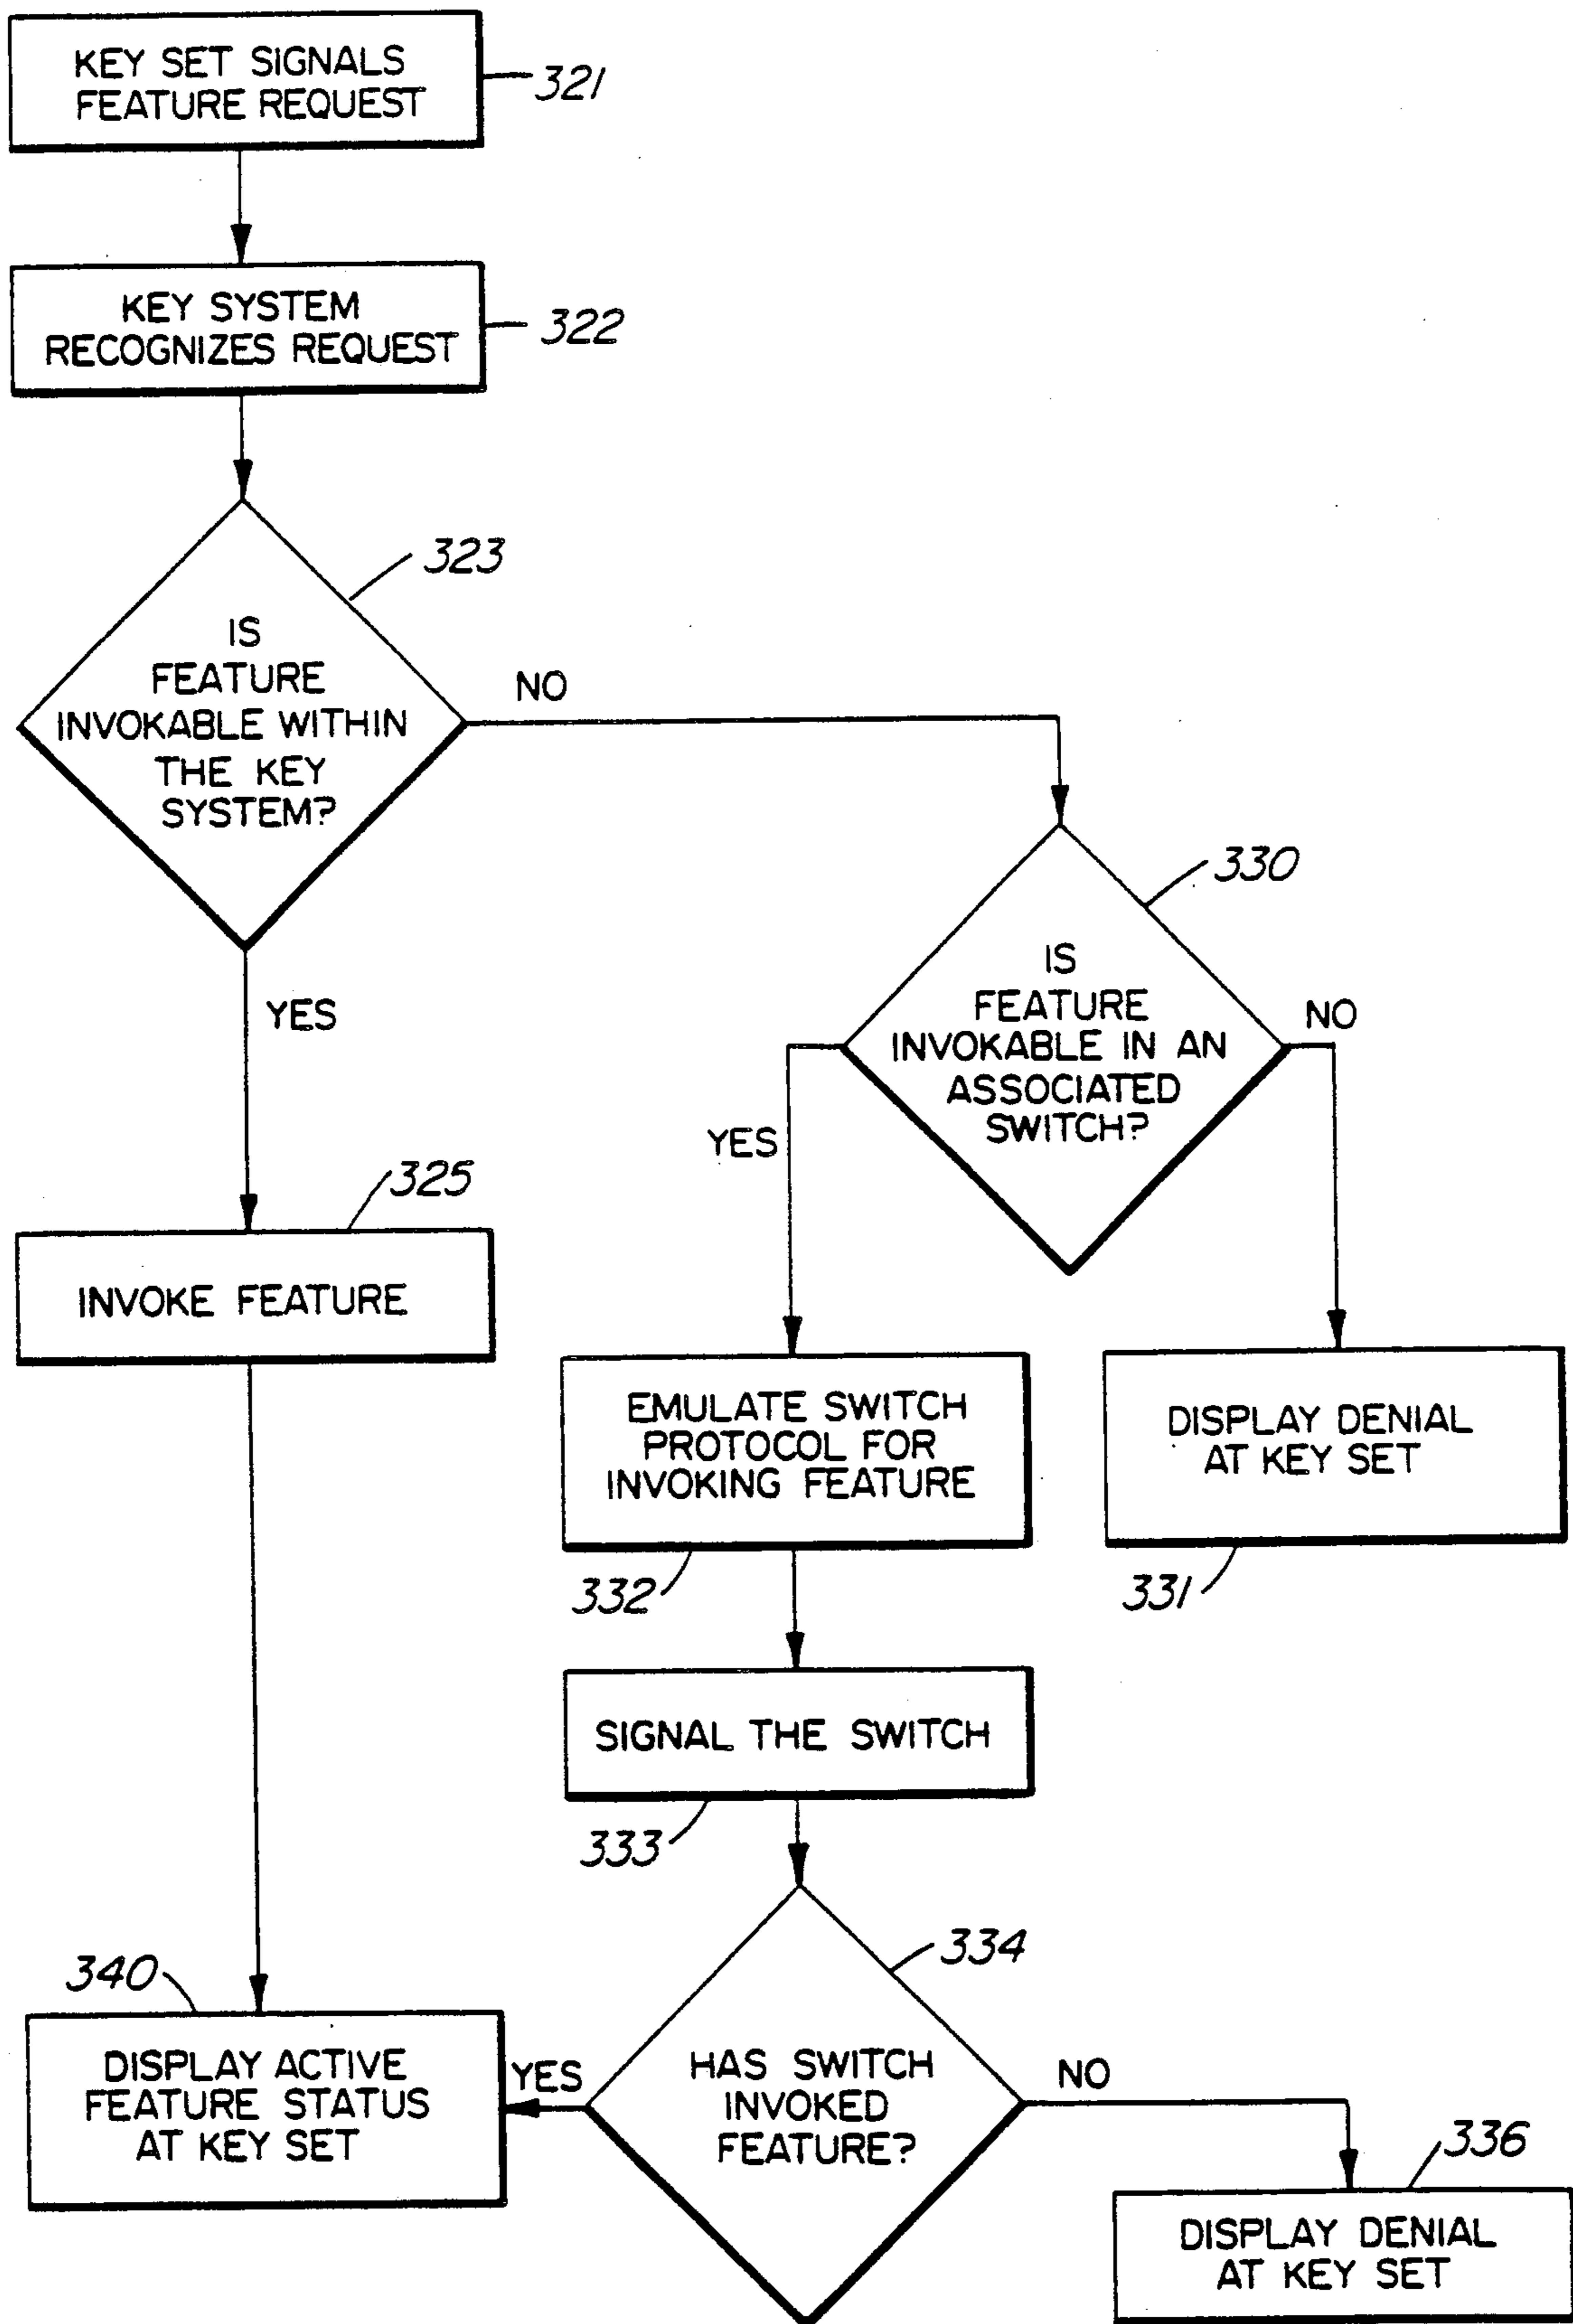 KEY SET SIGNALS
FEATURE REQUEST
321
KEY SYSTEM
RECOGNIZES REQUEST
322
323
IS
FEATURE
INVOKABLE WITHIN
THE KEY
SYSTEM?
NO
YES
330
IS
FEATURE
INVOKABLE IN AN
ASSOCIATED
SWITCH?
NO
YES
325
INVOKE FEATURE
EMULATE SWITCH
PROTOCOL FOR
INVOKING FEATURE
332
DISPLAY DENIAL
AT KEY SET
331
SIGNAL THE SWITCH
333
334
HAS SWITCH
INVOKED
FEATURE?
YES
NO
340
DISPLAY ACTIVE
FEATURE STATUS
AT KEY SET
336
DISPLAY DENIAL
AT KEY SET